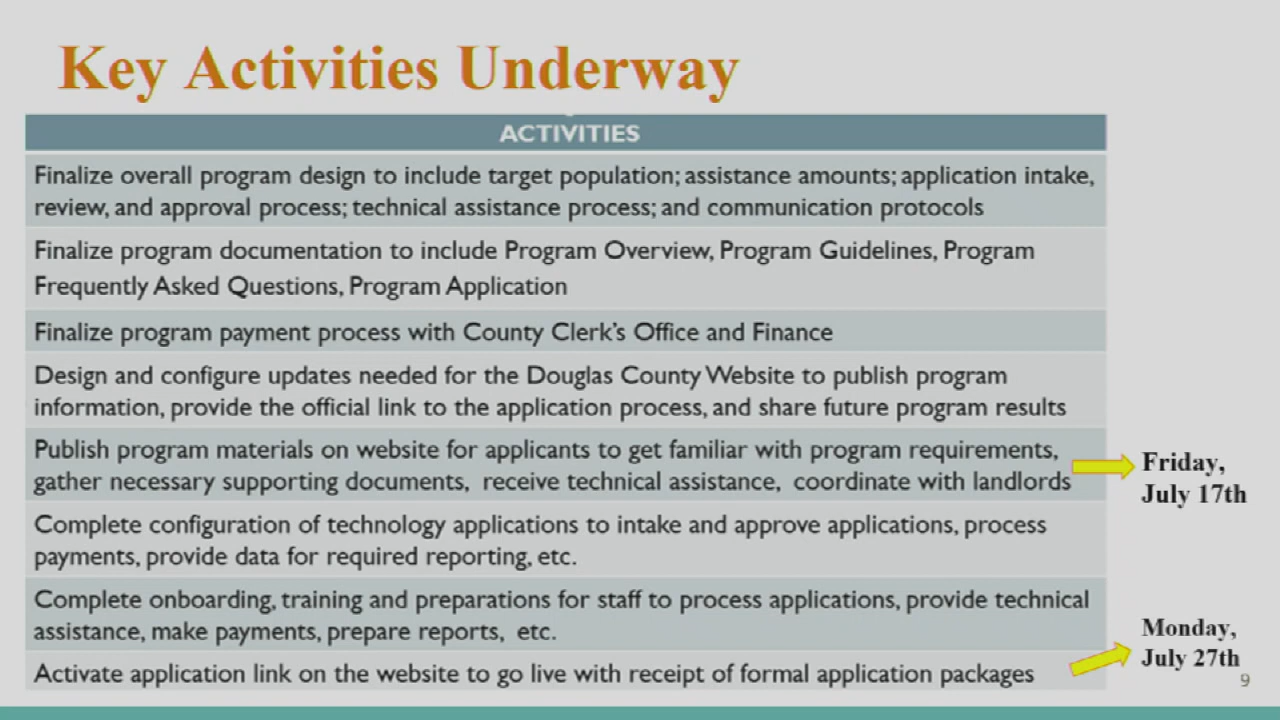 Key Activities Underway
ACTIVITIES
Finalize overall program design to include target population; assistance amounts; application intake,
review, and approval process; technical assistance process; and communication protocols
Finalize program documentation to include Program Overview, Program Guidelines, Program
Frequently Asked Questions, Program Application
Finalize program payment process with County Clerk's Office and Finance
Design and configure updates needed for the Douglas County Website to publish program
information, provide the official link to the application process, and share future program results
Publish program materials on website for applicants to get familiar with program requirements,
gather necessary supporting documents, receive technical assistance, coordinate with landlords
Friday,
July 17th
Complete configuration of technology applications to intake and approve applications, process
payments, provide data for required reporting, etc.
Complete onboarding, training and preparations for staff to process applications, provide technical
assistance, make payments, prepare reports, etc.
Activate application link on the website to go live with receipt of formal application packages
Monday,
July 27th
9